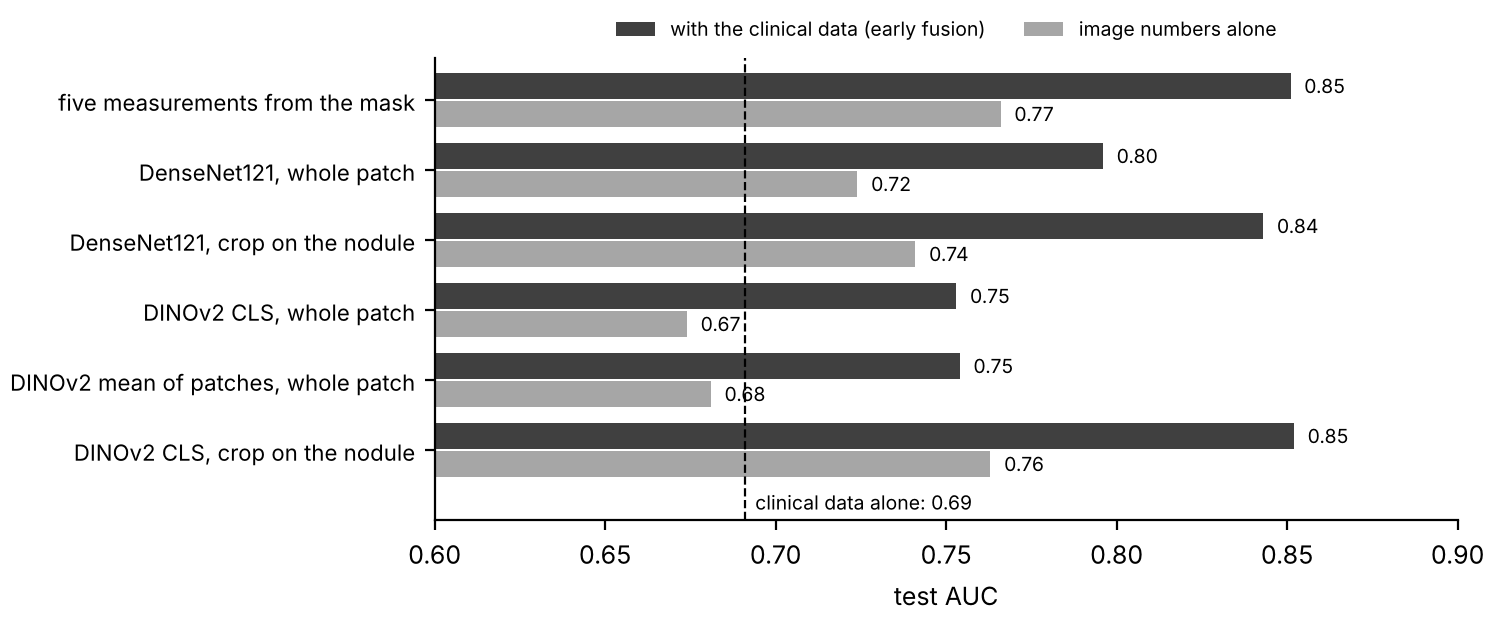 with the clinical data (early fusion)
image numbers alone
five measurements from the mask
0.85
0.77
DenseNet121, whole patch
0.80
0.72
DenseNet121, crop on the nodule
0.84
0.74
DINOv2 CLS, whole patch
0.75
0.67
DINOv2 mean of patches, whole patch
0.75
0.68
DINOv2 CLS, crop on the nodule
0.85
0.76
clinical data alone: 0.69
0.60 0.65 0.70 0.75 0.80 0.85 0.90
test AUC